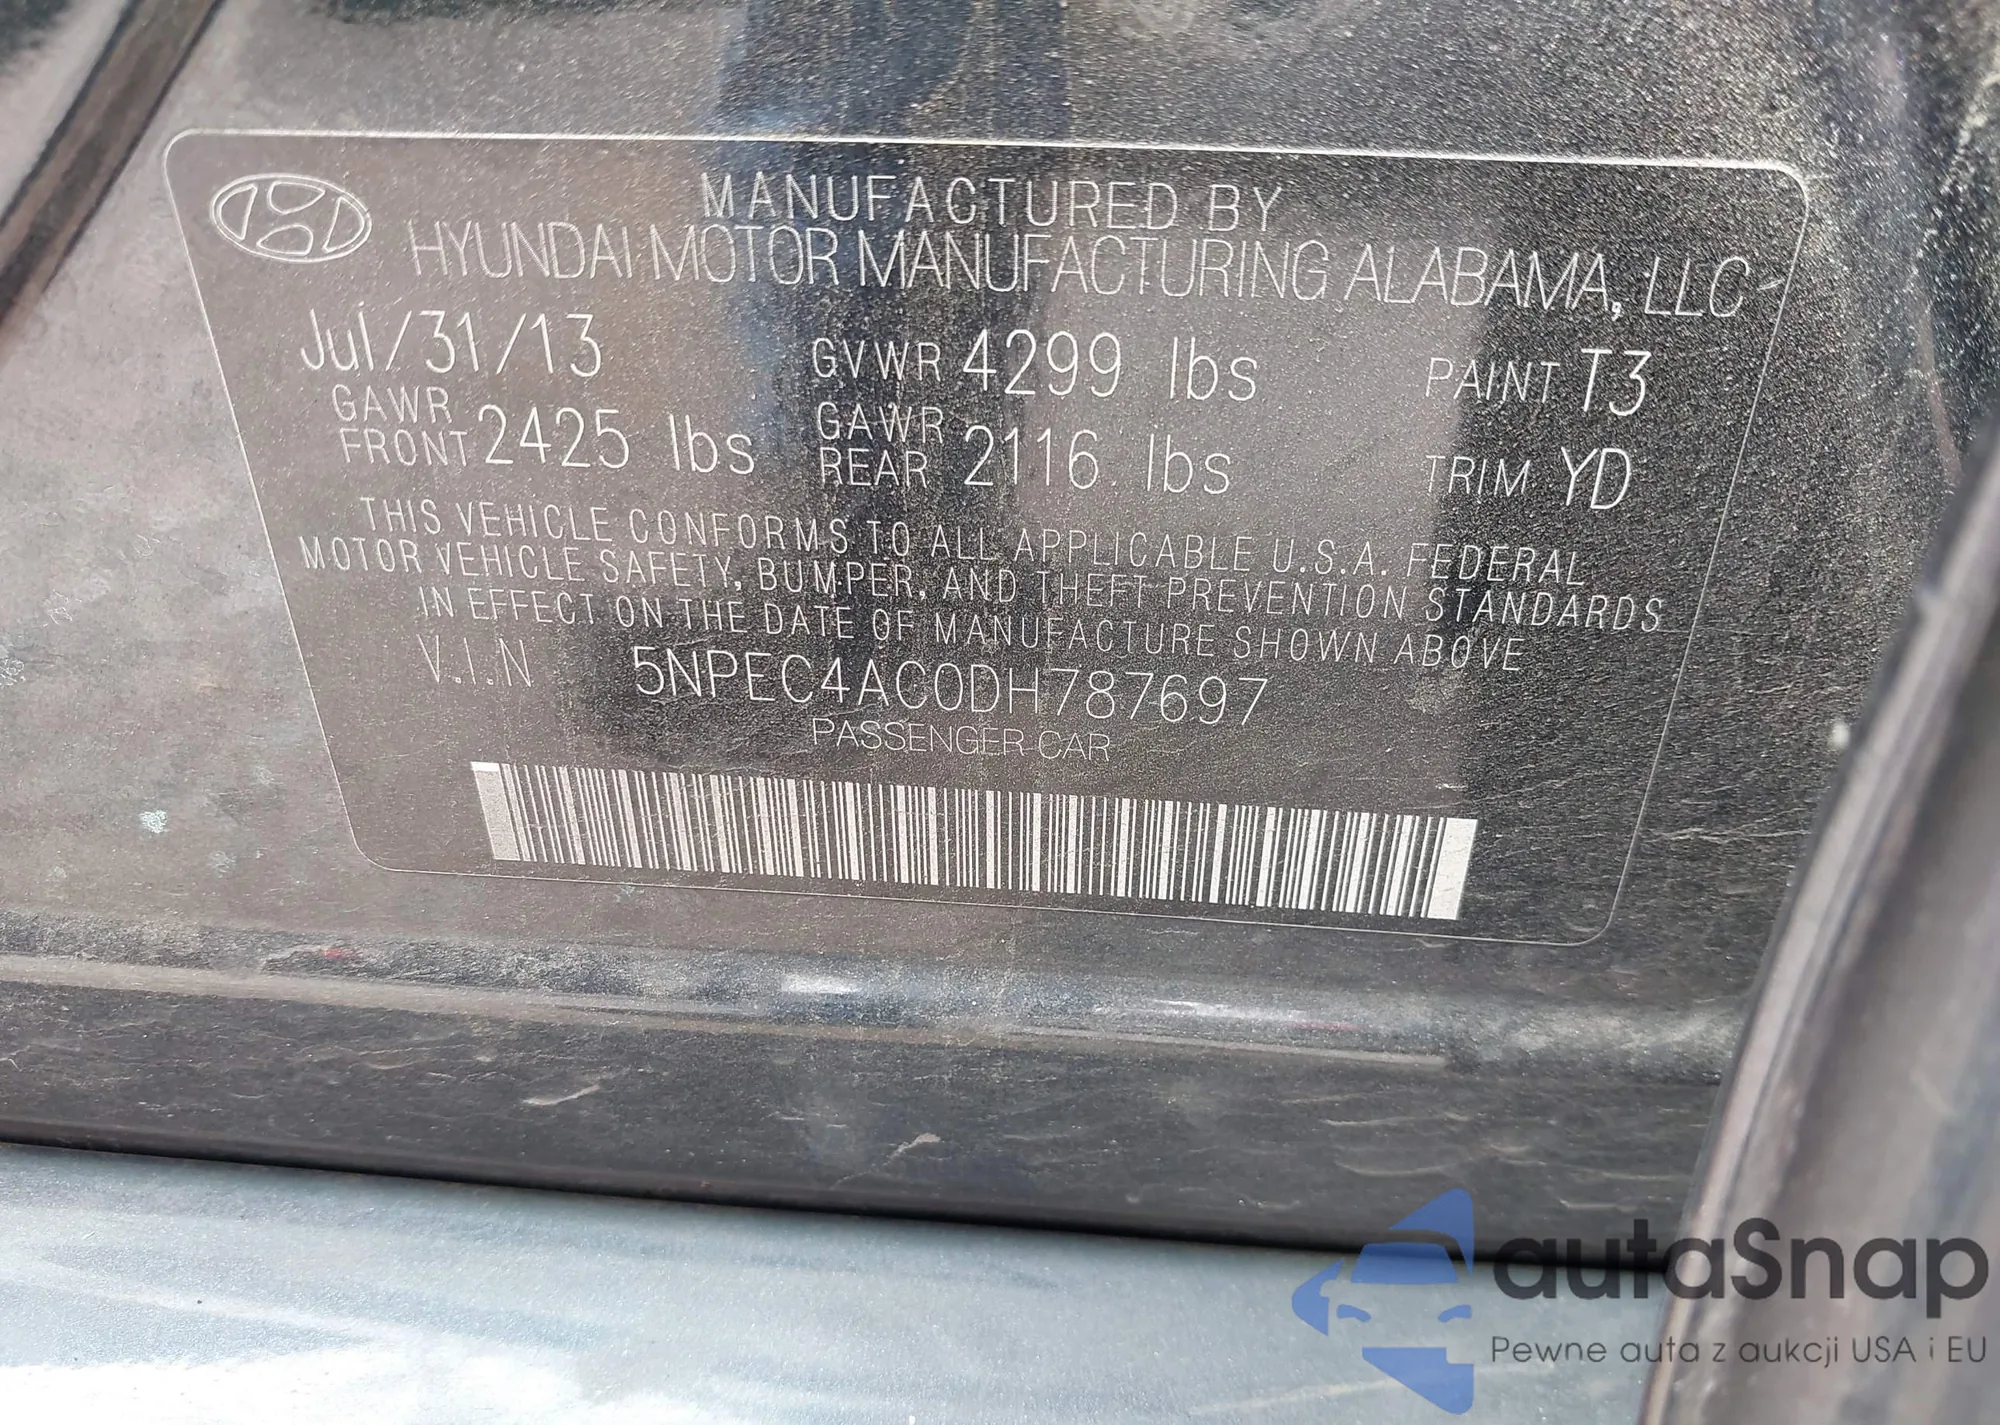 MANUFACTURED BY
HYUNDAI MOTOR MANUFACTURING ALABAMA, LLC
Jul/31/13 GVWR 4299 lbs PAINT T3
GAWR FRONT 2425 lbs GAWR REAR 2116 lbs TRIM YD
THIS VEHICLE CONFORMS TO ALL APPLICABLE U.S.A. FEDERAL
MOTOR VEHICLE SAFETY, BUMPER, AND THEFT PREVENTION STANDARDS
IN EFFECT ON THE DATE OF MANUFACTURE SHOWN ABOVE
V.I.N 5NPEC4AC0DH787697
PASSENGER CAR
autaSnap
Pewne auta z aukcji USA i EU